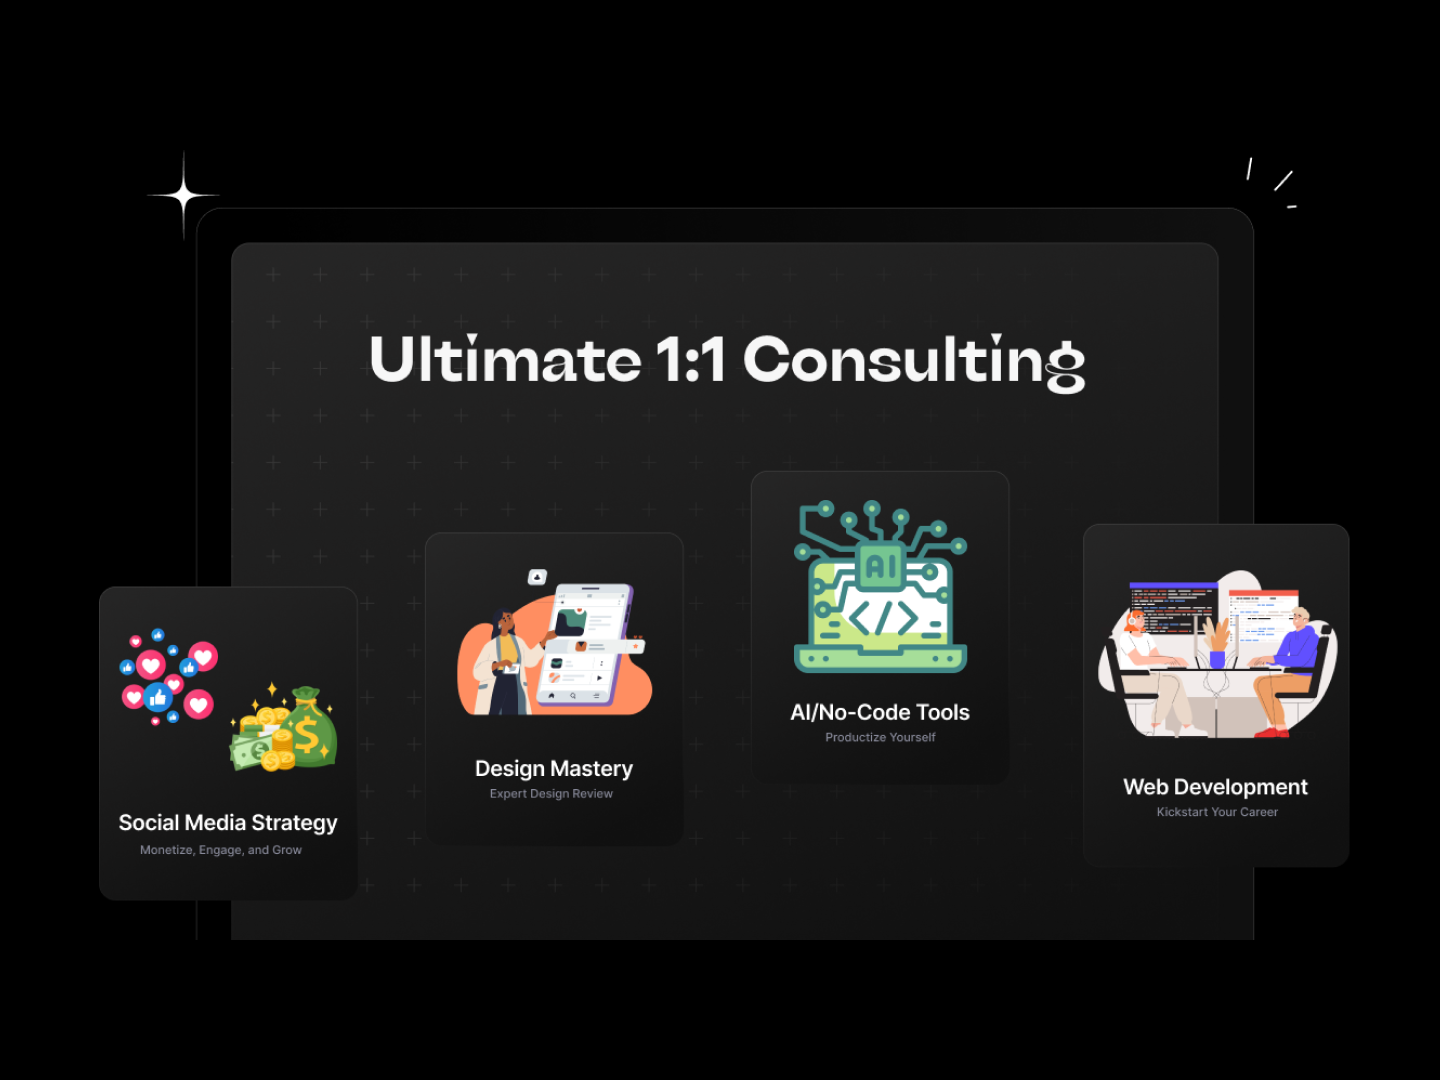 Ultimate 1:1 Consulting
Social Media Strategy
Monetize, Engage, and Grow
Design Mastery
Expert Design Review
AI
</>
AI/No-Code Tools
Productize Yourself
Web Development
Kickstart Your Career